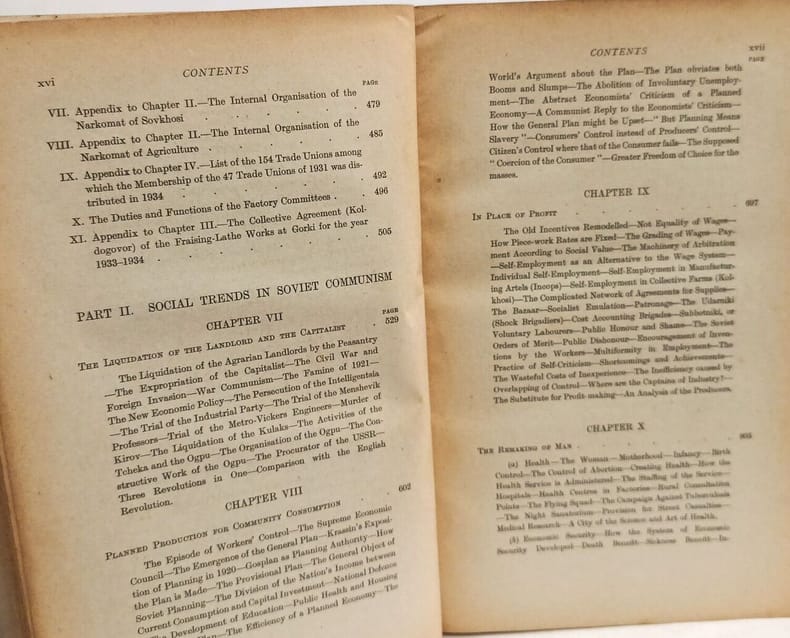 xvi
CONTENTS
PAGE
VII. Appendix to Chapter II.—The Internal Organisation of the
Narkomat of Sovkhosi . . . . . . 479
VIII. Appendix to Chapter II.—The Internal Organisation of the
Narkomat of Agriculture . . . . . . 485
IX. Appendix to Chapter IV.—List of the 154 Trade Unions among
which the Membership of the 47 Trade Unions of 1931 was dis-
tributed in 1934 . . . . . . 492
X. The Duties and Functions of the Factory Committees . . 496
XI. Appendix to Chapter III.—The Collective Agreement (Kol-
dogovor) of the Fraising-Lathe Works at Gorki for the year
1933–1934 . . . . . . 505
PART II. SOCIAL TRENDS IN SOVIET COMMUNISM
CHAPTER VII
PAGE
THE LIQUIDATION OF THE LANDLORD AND THE CAPITALIST . 529
The Liquidation of the Agrarian Landlords by the Peasantry
—The Expropriation of the Capitalist—The Civil War and
Foreign Invasion—War Communism—The Famine of 1921—
The New Economic Policy—The Persecution of the Intelligentsia
—The Trial of the Industrial Party—The Trial of the Menshevik
Professors—Trial of the Metro-Vickers Engineers—Murder of
Kirov—The Liquidation of the Kulaks—The Activities of the
Tcheka and the Ogpu—The Organisation of the Ogpu—The Con-
structive Work of the Ogpu—The Procurator of the USSR—
Three Revolutions in One—Comparison with the English
Revolution.
CHAPTER VIII
PLANNED PRODUCTION FOR COMMUNITY CONSUMPTION . . 602
The Episode of Workers' Control—The Supreme Economic
Council—The Emergence of the General Plan—Krassin's Exposi-
tion of Planning in 1920—Gosplan as Planning Authority—How
the Plan is Made—The Provisional Plan—The General Object of
Soviet Planning—The Division of the Nation's Income between
Current Consumption and Capital Investment—National Defence
—The Development of Education—Public Health and Housing
Plan—The Efficiency of a Planned Economy—The
CONTENTS
xvii
PAGE
World's Argument about the Plan—The Plan obviates both
Booms and Slumps—The Abolition of Involuntary Unemploy-
ment—The Abstract Economists' Criticism of a Planned
Economy—A Communist Reply to the Economists' Criticism—
How the General Plan might be Upset—" But Planning Means
Slavery "—Consumers' Control instead of Producers' Control—
Citizen's Control where that of the Consumer fails—The Supposed
" Coercion of the Consumer "—Greater Freedom of Choice for the
masses.
CHAPTER IX
IN PLACE OF PROFIT . . . . . . 697
The Old Incentives Remodelled—Not Equality of Wages—
How Piece-work Rates are Fixed—The Grading of Wages—Pay-
ment According to Social Value—The Machinery of Arbitration
—Self-Employment as an Alternative to the Wage System—
Individual Self-Employment—Self-Employment in Manufactur-
ing Artels (Incops)—Self-Employment in Collective Farms (Kol-
khosi)—The Complicated Network of Agreements for Supplies—
The Bazaar—Socialist Emulation—Patronage—The Udarniki
(Shock Brigadiers)—Cost Accounting Brigades—Subbotniki, or
Voluntary Labourers—Public Honour and Shame—The Soviet
Orders of Merit—Public Dishonour—Encouragement of Inven-
tions by the Workers—Multiformity in Employment—The
Practice of Self-Criticism—Shortcomings and Achievements—
The Wasteful Costs of Inexperience—The Inefficiency caused by
Overlapping of Control—Where are the Captains of Industry?—
The Substitute for Profit-making—An Analysis of the Producers.
CHAPTER X
THE REMAKING OF MAN . . . . . . 805
(a) Health—The Woman—Motherhood—Infancy—Birth
Control—The Control of Abortion—Creating Health—How the
Health Service is Administered—The Staffing of the Service—
Hospitals—Health Centres in Factories—Rural Consultation
Points—The Flying Squad—The Campaign Against Tuberculosis
—The Night Sanatorium—Provision for Street Casualties—
Medical Research—A City of the Science and Art of Health.
(b) Economic Security—How the System of Economic
Security Developed—Death Benefit—Sickness Benefit—In-